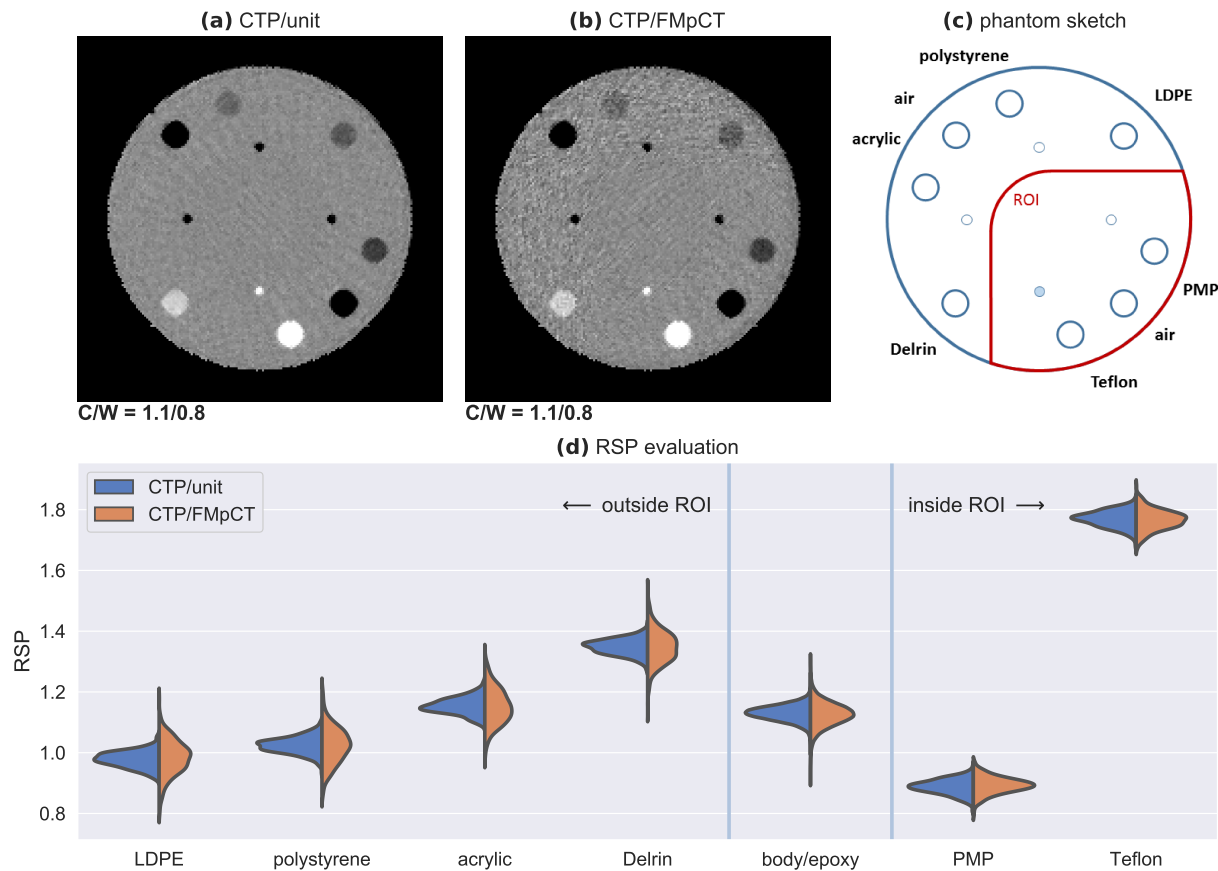 (a) CTP/unit
(b) CTP/FMpCT
(c) phantom sketch
polystyrene
air
LDPE
acrylic
ROI
PMP
air
Delrin
Teflon
C/W = 1.1/0.8
C/W = 1.1/0.8
(d) RSP evaluation
CTP/unit
CTP/FMpCT
← outside ROI
inside ROI →
RSP
1.8
1.6
1.4
1.2
1.0
0.8
LDPE
polystyrene
acrylic
Delrin
body/epoxy
PMP
Teflon